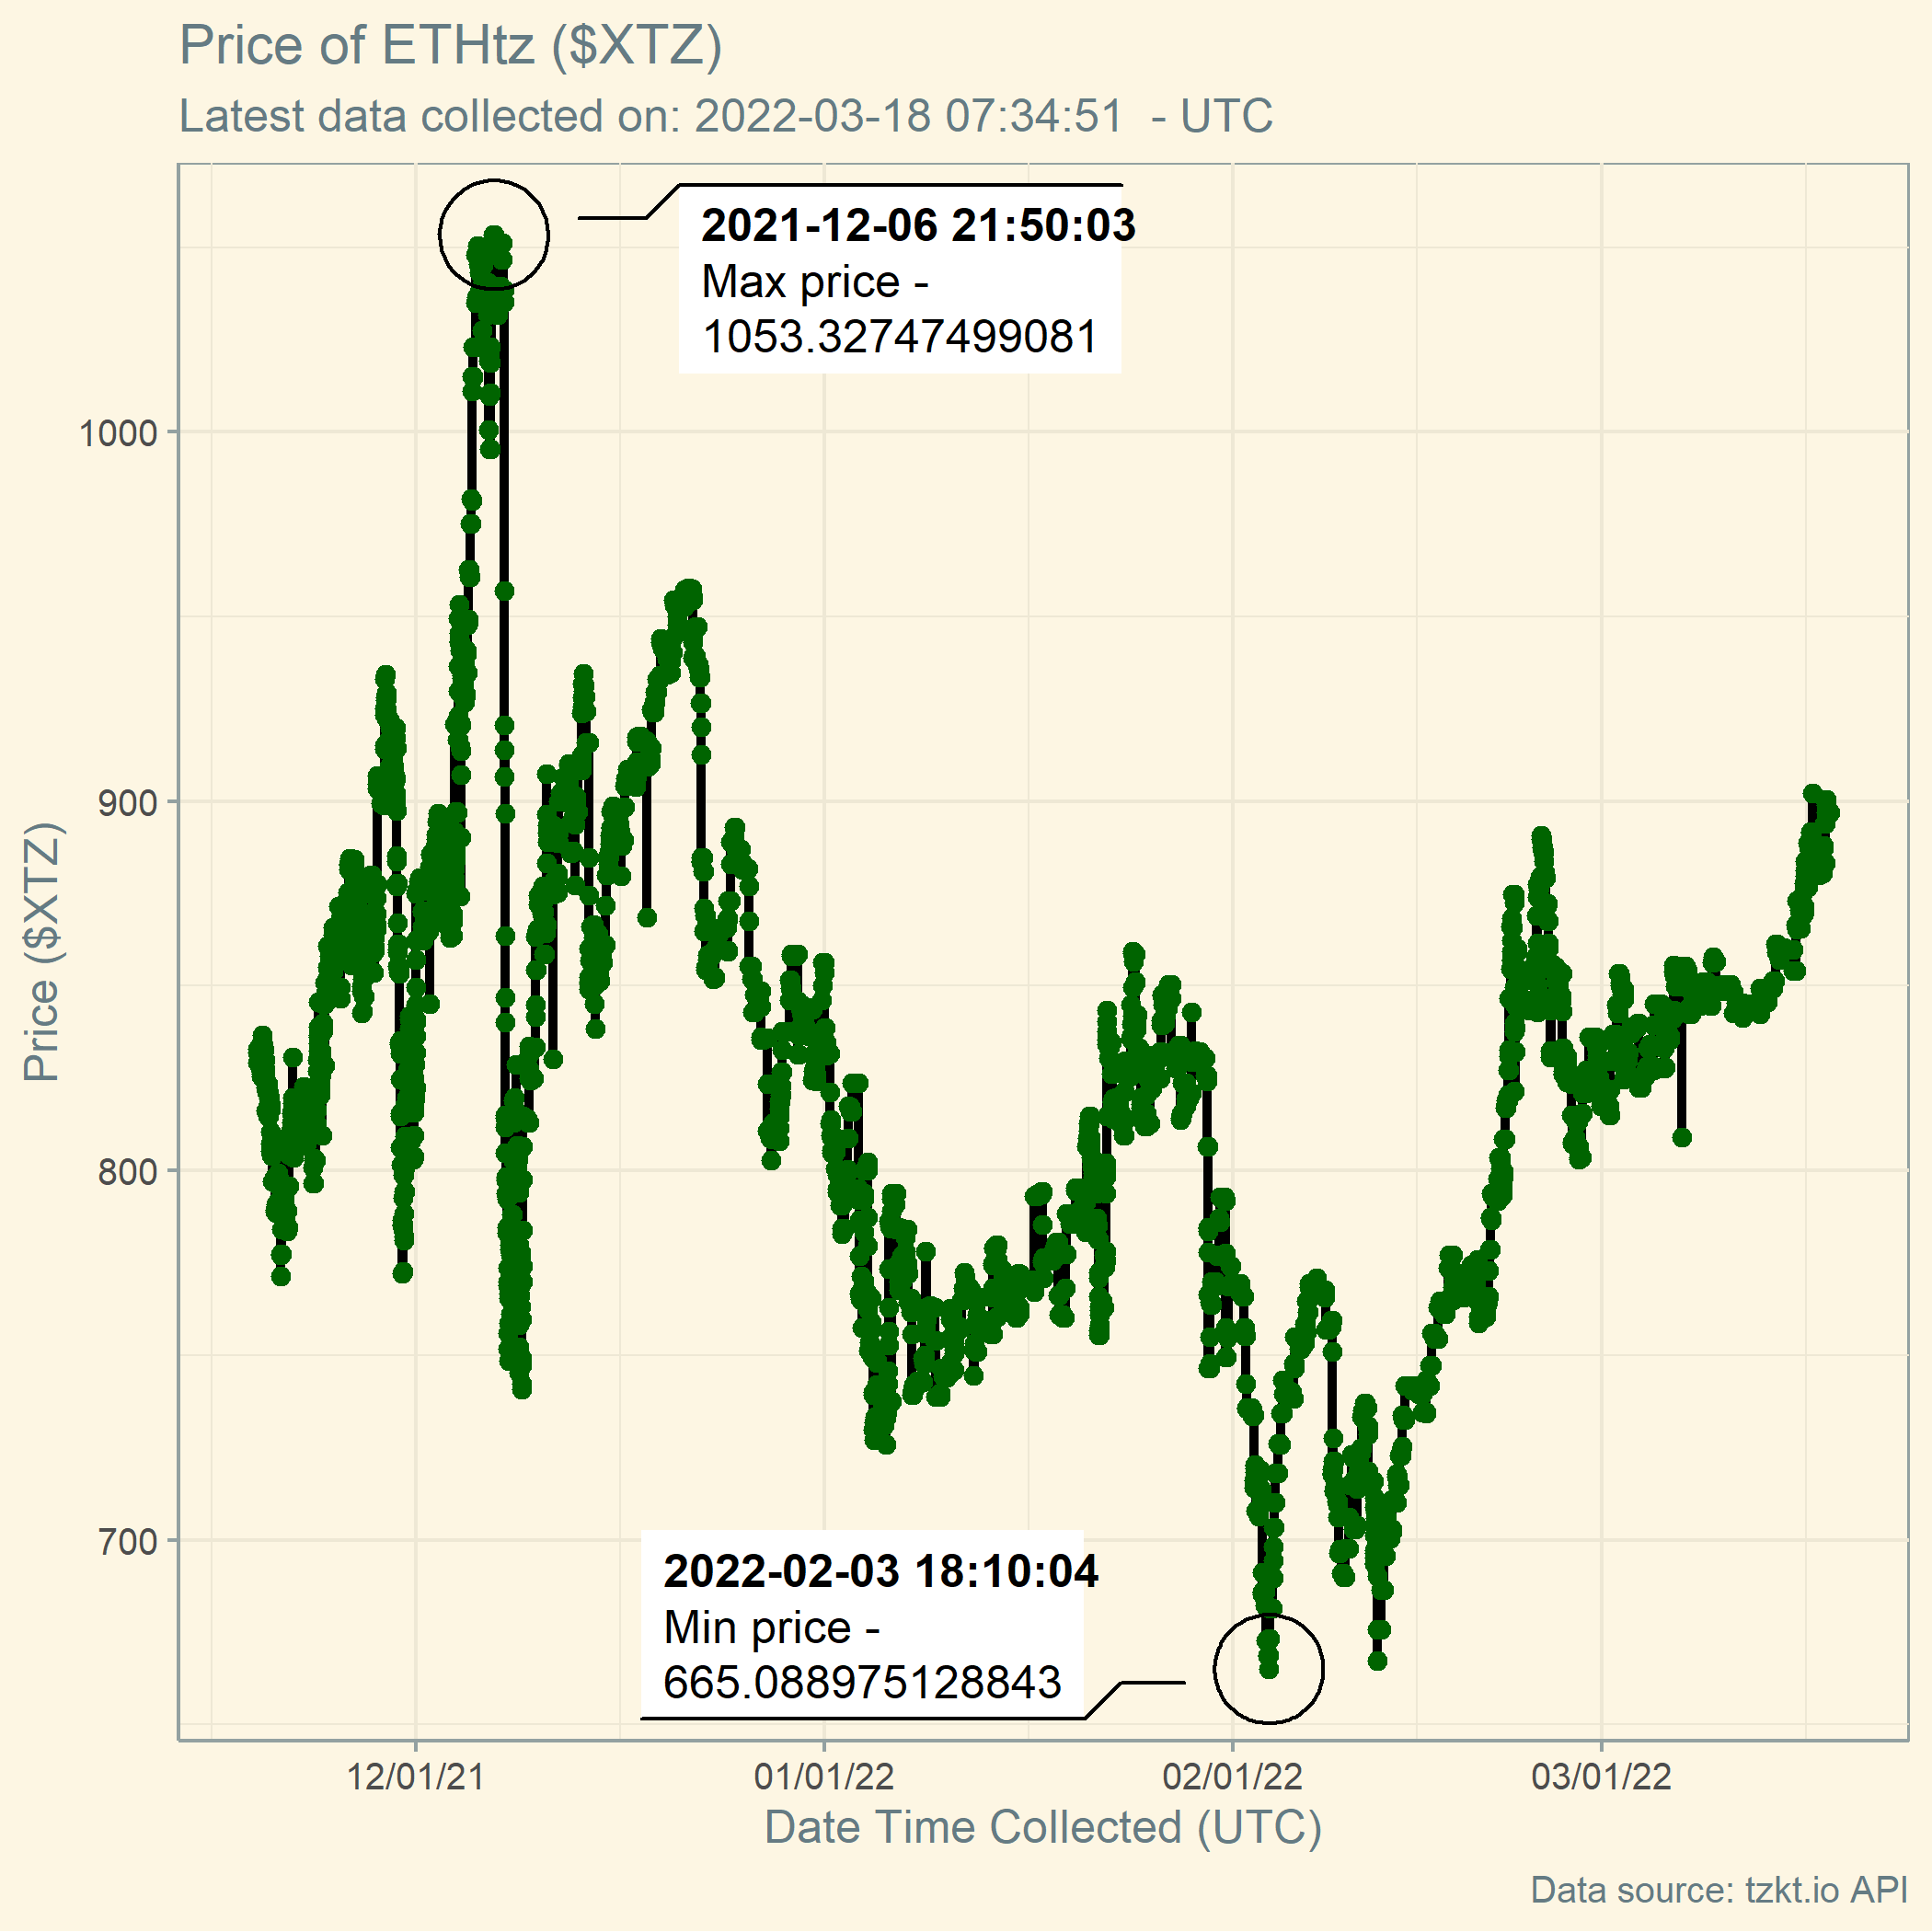 Price of ETHtz ($XTZ)
Latest data collected on: 2022-03-18 07:34:51  - UTC
2021-12-06 21:50:03
Max price -
1053.32747499081
1000
900
800
700
Price ($XTZ)
2022-02-03 18:10:04
Min price -
665.088975128843
12/01/21
01/01/22
02/01/22
03/01/22
Date Time Collected (UTC)
Data source: tzkt.io API